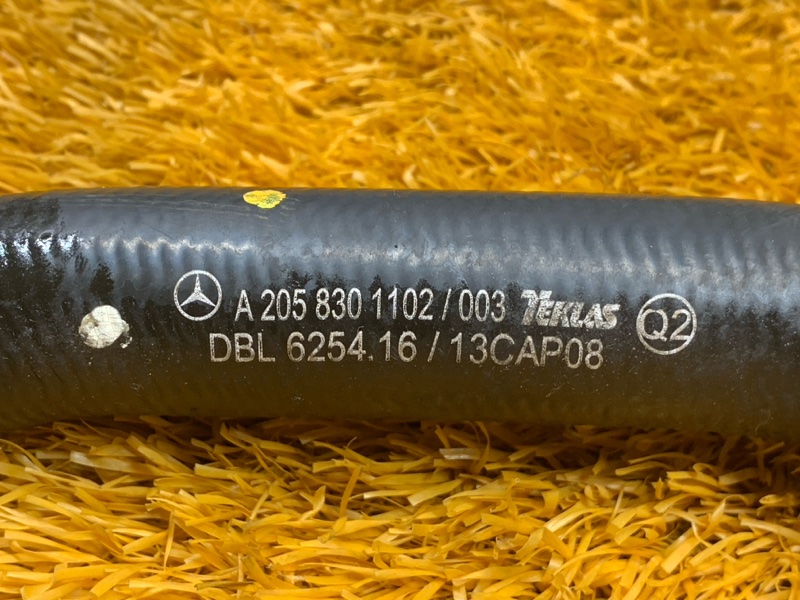 A 205 830 1102 / 003 TEKLAS Q2
DBL 6254.16 / 13CAP08